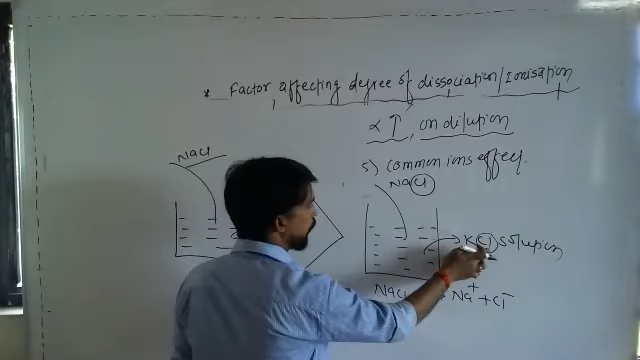 * Factor affecting degree of dissociation/Ionisation
α ↑, on dilution
5) Common ions effect.
NaCl
NaCl
KCl solution
NaCl Na⁺ + Cl⁻